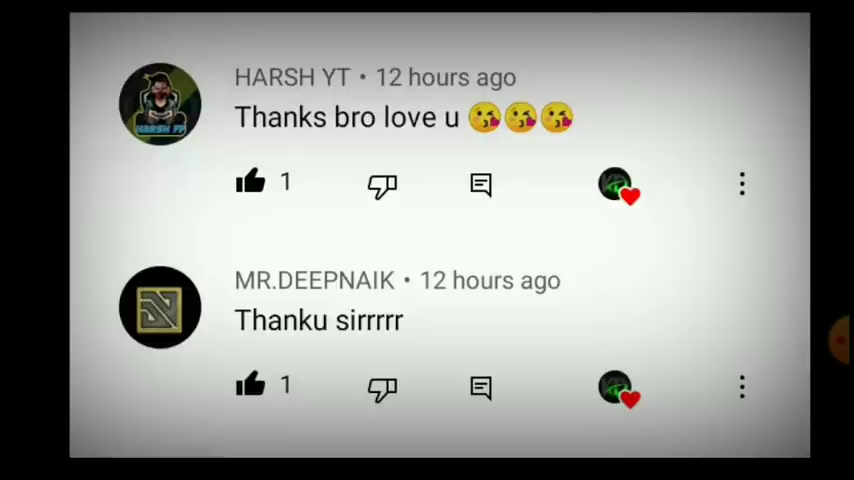 HARSH YT • 12 hours ago
Thanks bro love u 😘😘😘
1
MR.DEEPNAIK • 12 hours ago
Thanku sirrrrr
1